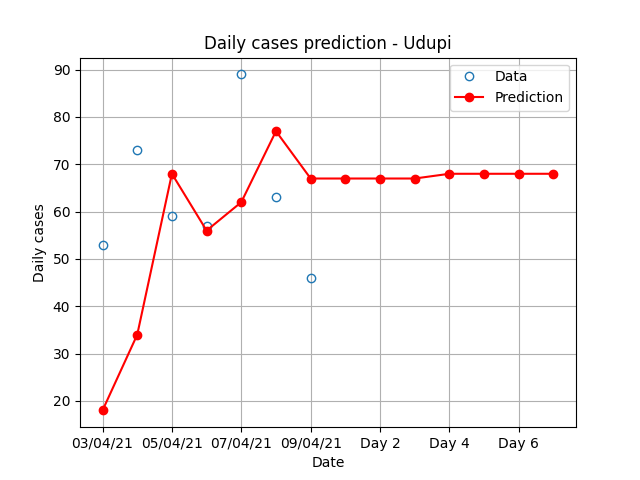 Daily cases prediction - Udupi
Data
Prediction
Daily cases
90
80
70
60
50
40
30
20
03/04/21 05/04/21 07/04/21 09/04/21 Day 2 Day 4 Day 6
Date